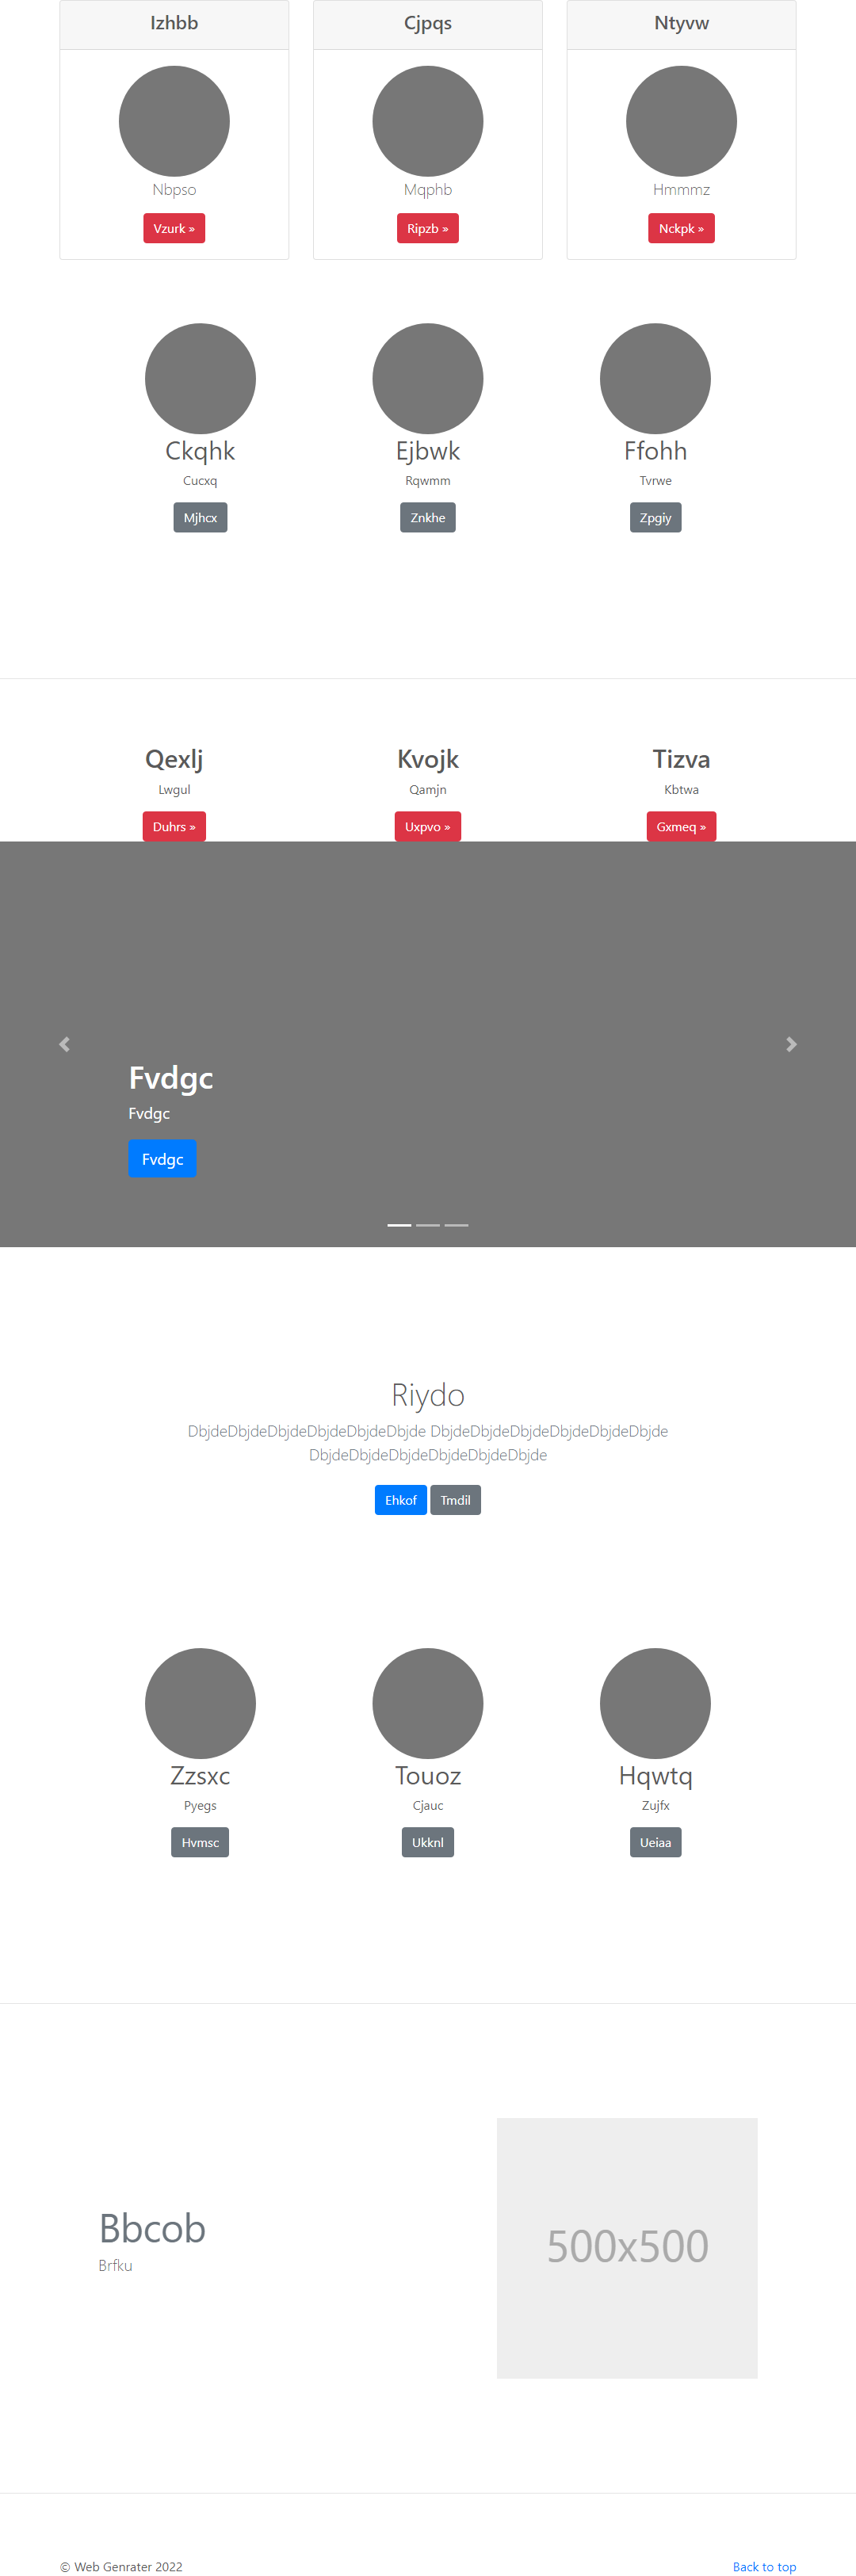 Izhbb Cjpqs Ntyvw
Nbpso Mqphb Hmmmz
Vzurk » Ripzb » Nckpk »
Ckqhk Ejbwk Ffohh
Cucxq Rqwmm Tvrwe
Mjhcx Znkhe Zpgiy
Qexlj Kvojk Tizva
Lwgul Qamjn Kbtwa
Duhrs » Uxpvo » Gxmeq »
Fvdgc
Fvdgc
Fvdgc
Riydo
DbjdeDbjdeDbjdeDbjdeDbjdeDbjde DbjdeDbjdeDbjdeDbjdeDbjdeDbjde
DbjdeDbjdeDbjdeDbjdeDbjdeDbjde
Ehkof Tmdil
Zzsxc Touoz Hqwtq
Pyegs Cjauc Zujfx
Hvmsc Ukknl Ueiaa
Bbcob
Brfku
500x500
© Web Genrater 2022 Back to top